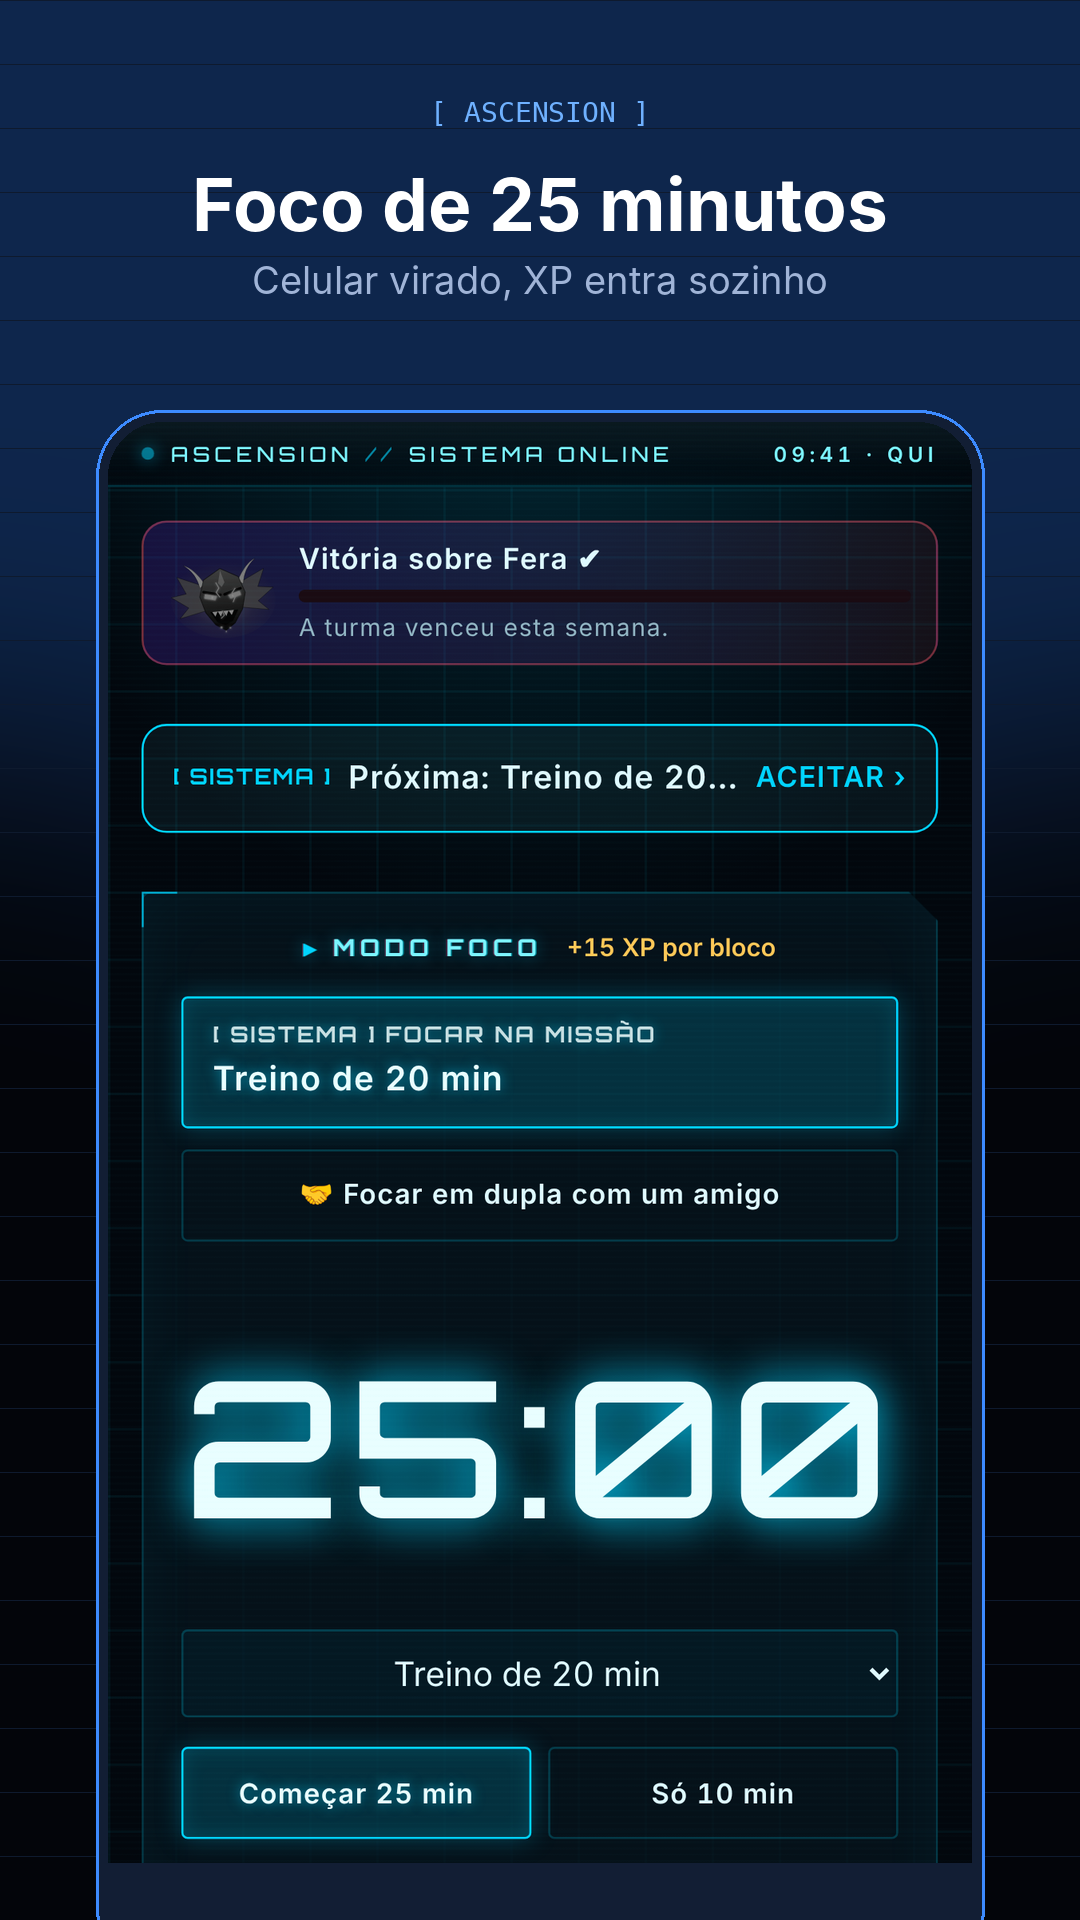 [ ASCENSION ]
Foco de 25 minutos
Celular virado, XP entra sozinho
ASCENSION // SISTEMA ONLINE
09:41 · QUI
Vitória sobre Fera ✔
A turma venceu esta semana.
[ SISTEMA ] Próxima: Treino de 20... ACEITAR ›
▸ MODO FOCO +15 XP por bloco
[ SISTEMA ] FOCAR NA MISSÃO
Treino de 20 min
🤝 Focar em dupla com um amigo
25:00
Treino de 20 min
Começar 25 min
Só 10 min